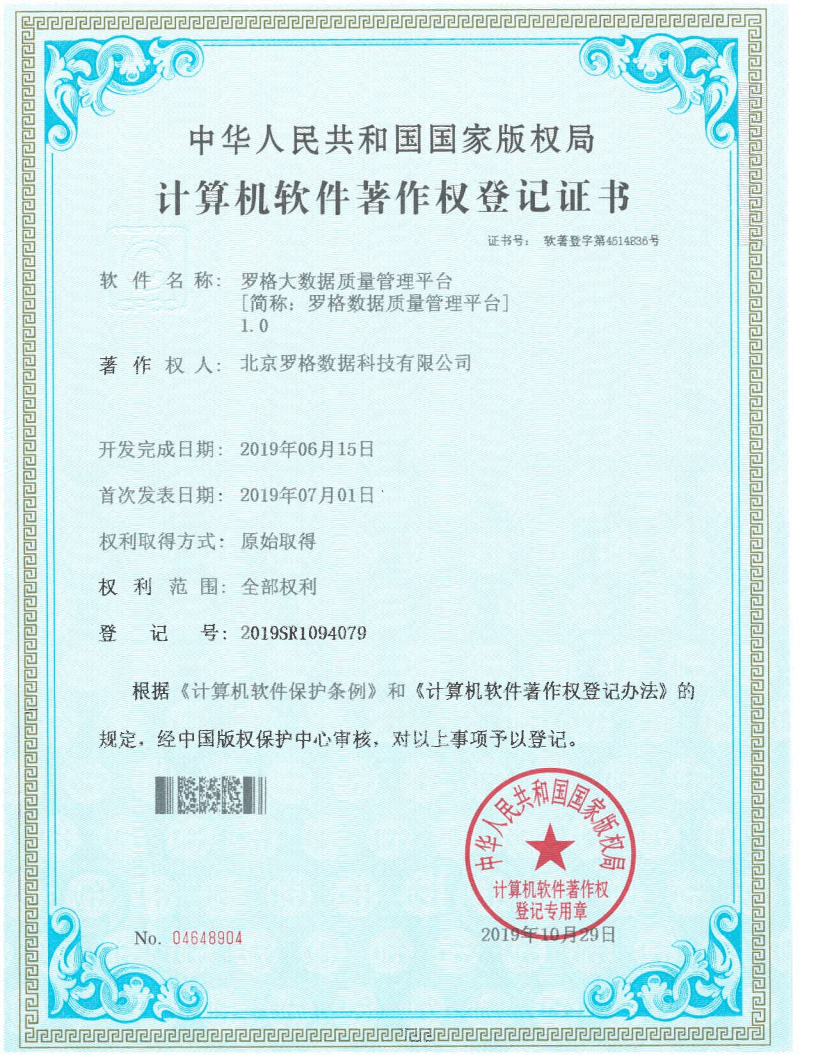 中华人民共和国国家版权局
计算机软件著作权登记证书
证书号： 软著登字第4514836号
软件名称： 罗格大数据质量管理平台
[简称：罗格数据质量管理平台]
1.0
著作权人： 北京罗格数据科技有限公司
开发完成日期： 2019年06月15日
首次发表日期： 2019年07月01日
权利取得方式： 原始取得
权利范围： 全部权利
登记号： 2019SR1094079
根据《计算机软件保护条例》和《计算机软件著作权登记办法》的
规定，经中国版权保护中心审核，对以上事项予以登记。
中华人民共和国国家版权局
计算机软件著作权
登记专用章
No. 04648904
2019年10月29日